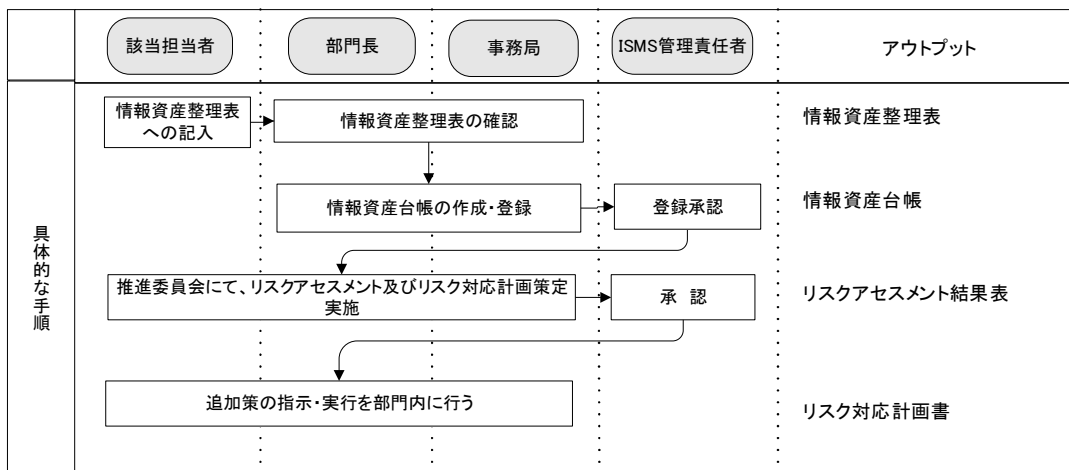 該当担当者
部門長
事務局
ISMS管理責任者
アウトプット
具体的な手順
情報資産整理表
への記入
情報資産整理表の確認
情報資産整理表
情報資産台帳の作成・登録
登録承認
情報資産台帳
推進委員会にて、リスクアセスメント及びリスク対応計画策定
実施
承 認
リスクアセスメント結果表
追加策の指示・実行を部門内に行う
リスク対応計画書